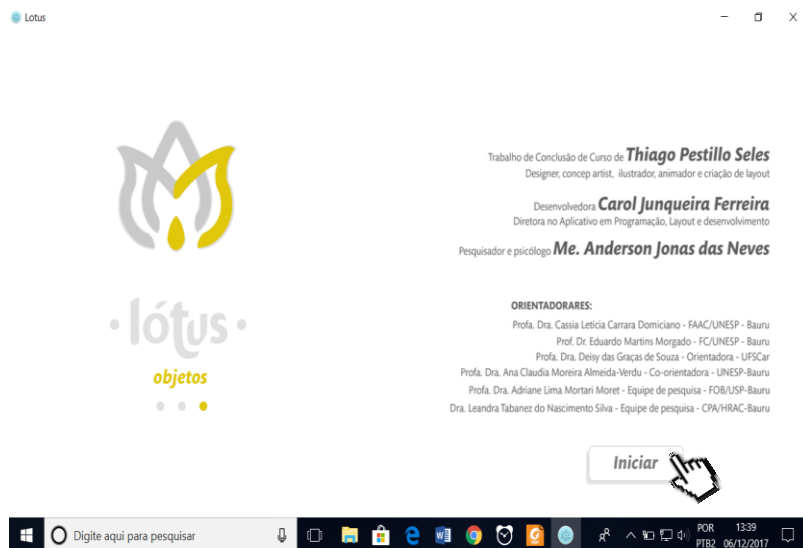 Lotus
Trabalho de Conclusão de Curso de Thiago Pestillo Seles
Designer, concep artist, ilustrador, animador e criação de layout
Desenvolvedora Carol Junqueira Ferreira
Diretora no Aplicativo em Programação, Layout e desenvolvimento
Pesquisador e psicólogo Me. Anderson Jonas das Neves
·lótus·
objetos
ORIENTADORARES:
Profa. Dra. Cassia Letícia Carrara Domiciano - FAAC/UNESP - Bauru
Prof. Dr. Eduardo Martins Morgado - FC/UNESP - Bauru
Profa. Dra. Deisy das Graças de Souza - Orientadora - UFSCar
Profa. Dra. Ana Claudia Moreira Almeida-Verdu - Co-orientadora - UNESP-Bauru
Profa. Dra. Adriane Lima Mortari Moret - Equipe de pesquisa - FOB/USP-Bauru
Dra. Leandra Tabanez do Nascimento Silva - Equipe de pesquisa - CPA/HRAC-Bauru
Iniciar
Digite aqui para pesquisar
POR 13:39
PTB2 06/12/2017